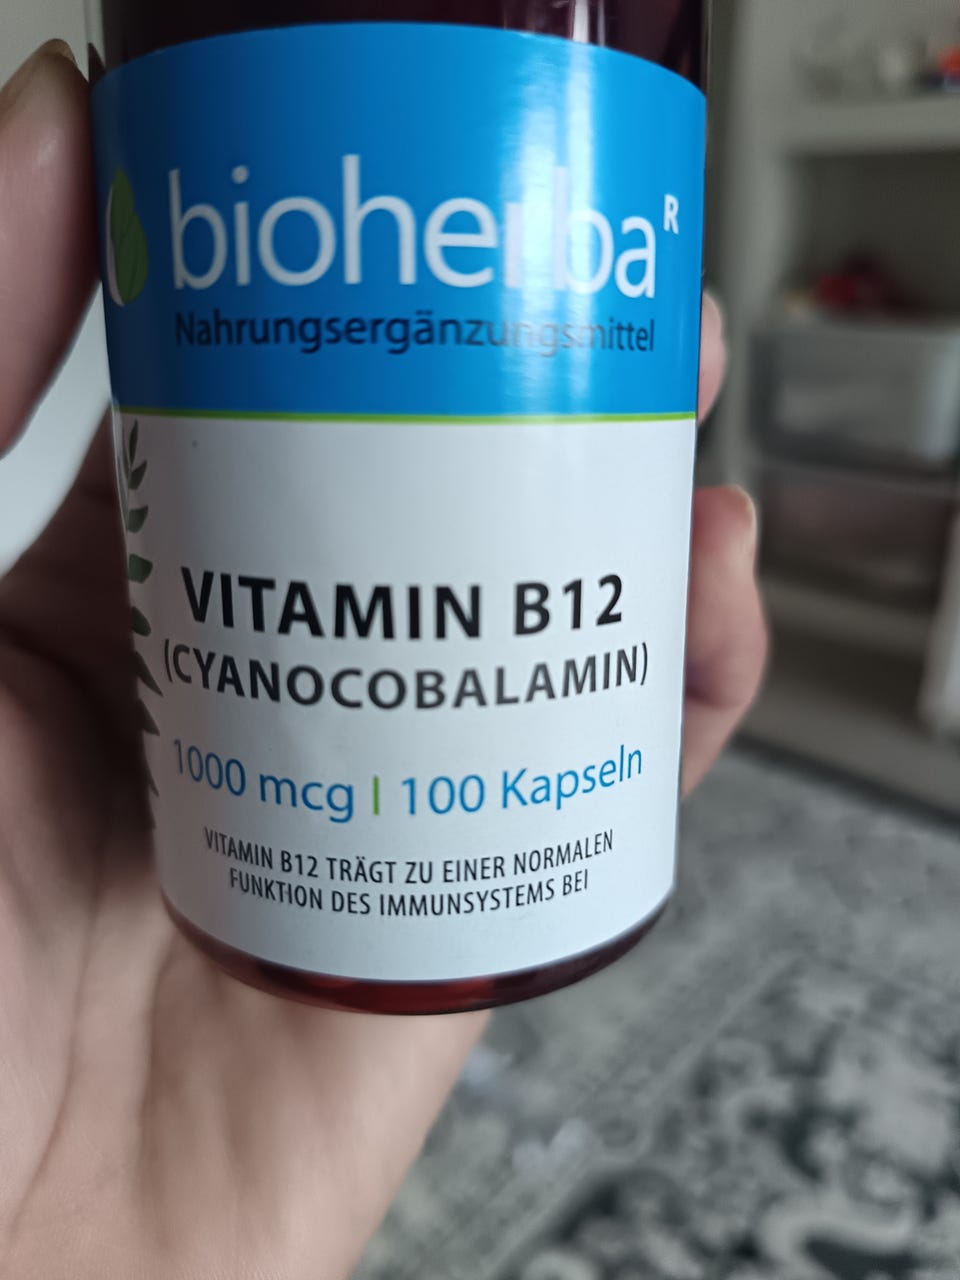 bioherba R
Nahrungsergänzungsmittel
VITAMIN B12
(CYANOCOBALAMIN)
1000 mcg | 100 Kapseln
VITAMIN B12 TRÄGT ZU EINER NORMALEN
FUNKTION DES IMMUNSYSTEMS BEI